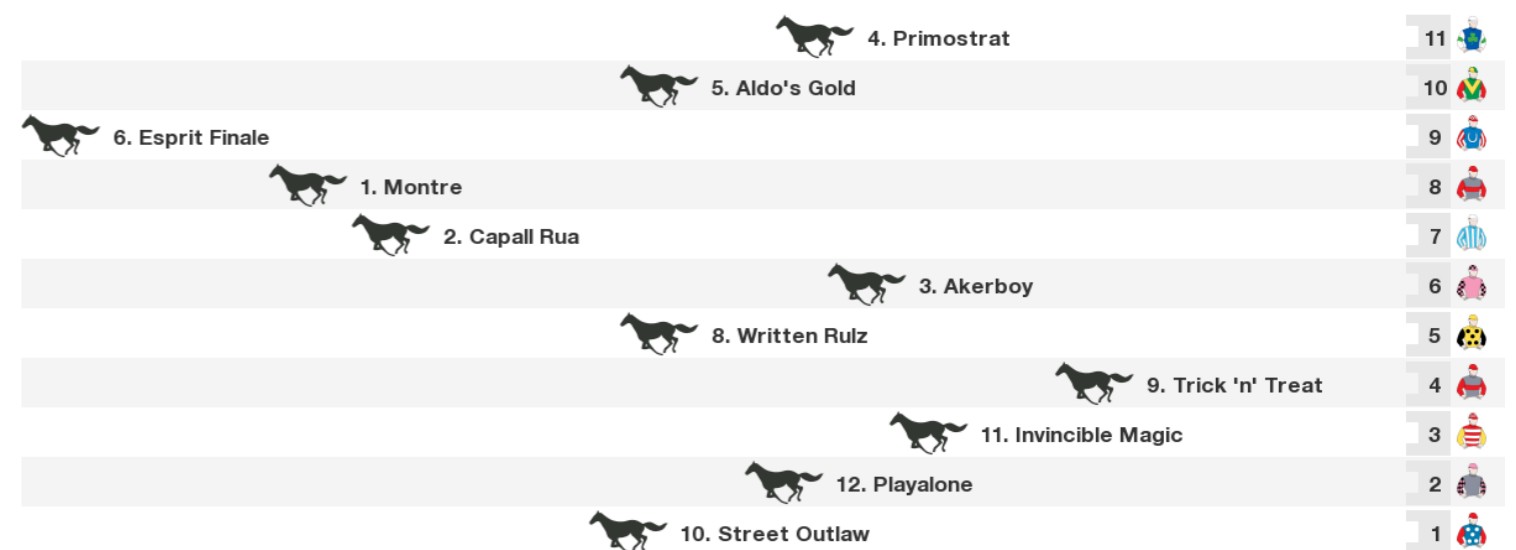 4. Primostrat 11
5. Aldo's Gold 10
6. Esprit Finale 9
1. Montre 8
2. Capall Rua 7
3. Akerboy 6
8. Written Rulz 5
9. Trick 'n' Treat 4
11. Invincible Magic 3
12. Playalone 2
10. Street Outlaw 1